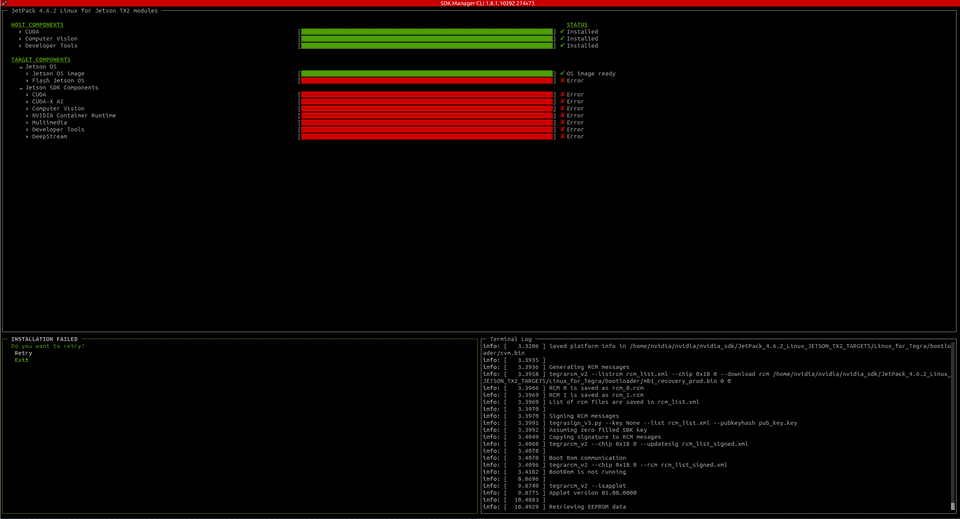 SDK Manager CLI 1.8.1.10392 274x73
JetPack 4.6.2 Linux for Jetson TX2 modules
HOST COMPONENTS STATUS
› CUDA [ ] ✔ Installed
› Computer Vision [ ] ✔ Installed
› Developer Tools [ ] ✔ Installed
TARGET COMPONENTS
Jetson OS
› Jetson OS image [ ] ✔ OS image ready
› Flash Jetson OS [ ] ✘ Error
Jetson SDK Components
› CUDA [ ] ✘ Error
› CUDA-X AI [ ] ✘ Error
› Computer Vision [ ] ✘ Error
› NVIDIA Container Runtime [ ] ✘ Error
› Multimedia [ ] ✘ Error
› Developer Tools [ ] ✘ Error
› DeepStream [ ] ✘ Error
INSTALLATION FAILED
Do you want to retry?
Retry
Exit
Terminal Log
info: [ 3.3206 ] Saved platform info in /home/nvidia/nvidia/nvidia_sdk/JetPack_4.6.2_Linux_JETSON_TX2_TARGETS/Linux_for_Tegra/bootlo
ader/cvm.bin
info: [ 3.3935 ]
info: [ 3.3936 ] Generating RCM messages
info: [ 3.3958 ] tegrarcm_v2 --listrcm rcm_list.xml --chip 0x18 0 --download rcm /home/nvidia/nvidia/nvidia_sdk/JetPack_4.6.2_Linux_
JETSON_TX2_TARGETS/Linux_for_Tegra/bootloader/mb1_recovery_prod.bin 0 0
info: [ 3.3966 ] RCM 0 is saved as rcm_0.rcm
info: [ 3.3969 ] RCM 1 is saved as rcm_1.rcm
info: [ 3.3969 ] List of rcm files are saved in rcm_list.xml
info: [ 3.3970 ]
info: [ 3.3970 ] Signing RCM messages
info: [ 3.3991 ] tegrasign_v3.py --key None --list rcm_list.xml --pubkeyhash pub_key.key
info: [ 3.3992 ] Assuming zero filled SBK key
info: [ 3.4049 ] Copying signature to RCM mesages
info: [ 3.4068 ] tegrarcm_v2 --chip 0x18 0 --updatesig rcm_list_signed.xml
info: [ 3.4078 ]
info: [ 3.4078 ] Boot Rom communication
info: [ 3.4096 ] tegrarcm_v2 --chip 0x18 0 --rcm rcm_list_signed.xml
info: [ 3.4102 ] BootRom is not running
info: [ 8.8696 ]
info: [ 9.8749 ] tegrarcm_v2 --isapplet
info: [ 9.8775 ] Applet version 01.00.0000
info: [ 10.4883 ]
info: [ 10.4929 ] Retrieving EEPROM data